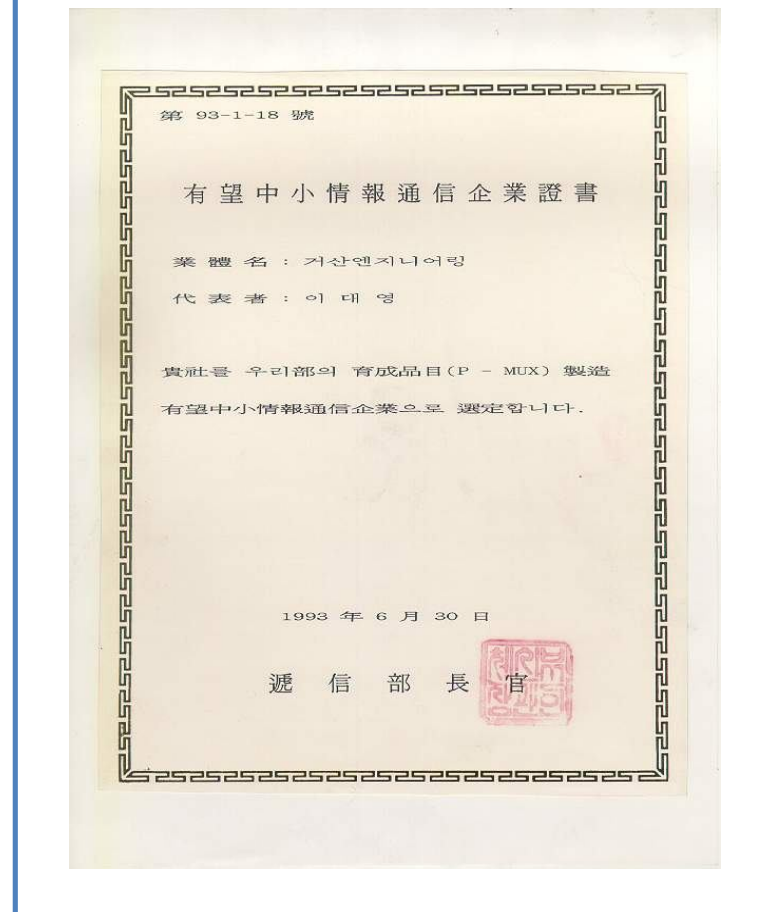 第 93-1-18 號
有望中小情報通信企業證書
業體名 : 거산엔지니어링
代表者 : 이대영
貴社를 우리部의 育成品目(P - MUX) 製造
有望中小情報通信企業으로 選定합니다.
1993 年 6 月 30 日
遞信部長官